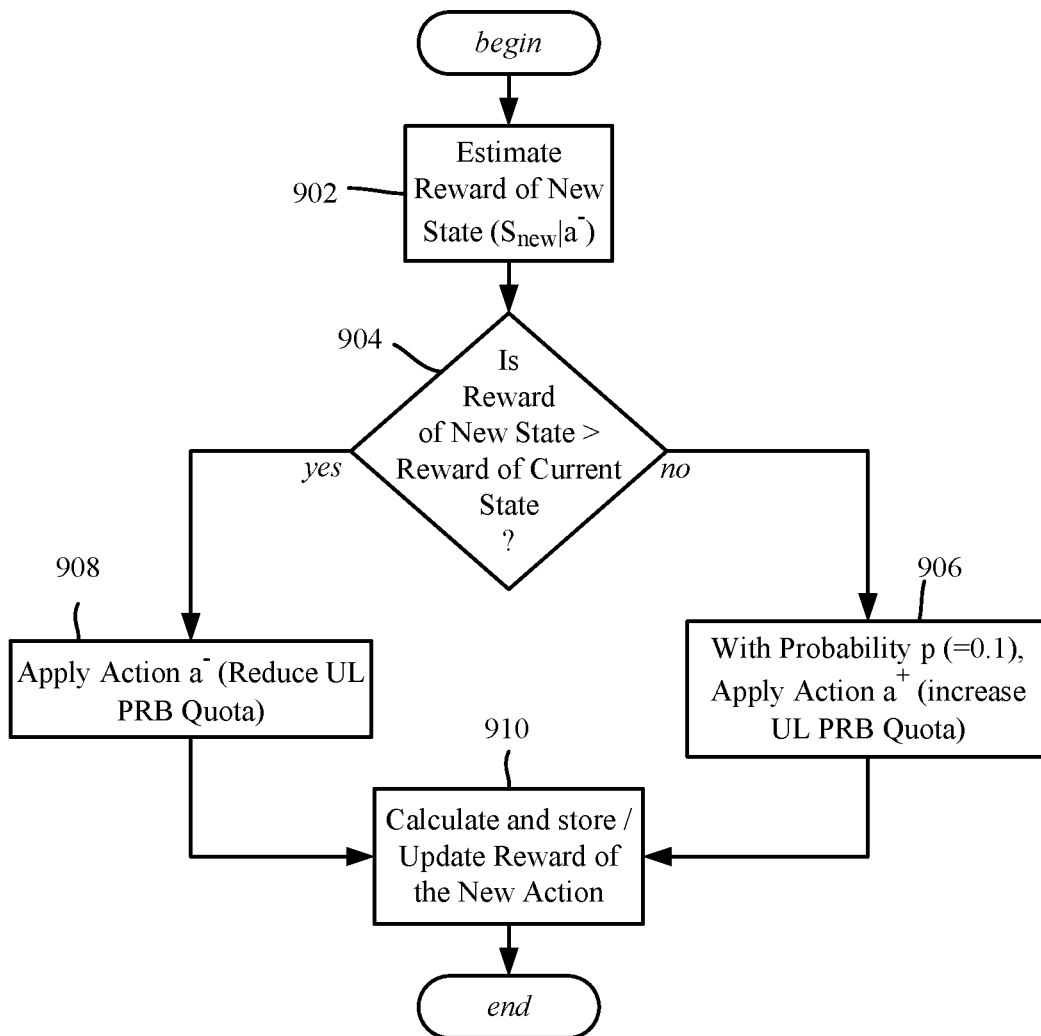 begin
902
Estimate
Reward of New
State (Snew|a⁻)
904
Is
Reward
of New State >
Reward of Current
State
?
yes
no
908
Apply Action a⁻ (Reduce UL
PRB Quota)
906
With Probability p (=0.1),
Apply Action a⁺ (increase
UL PRB Quota)
910
Calculate and store /
Update Reward of
the New Action
end